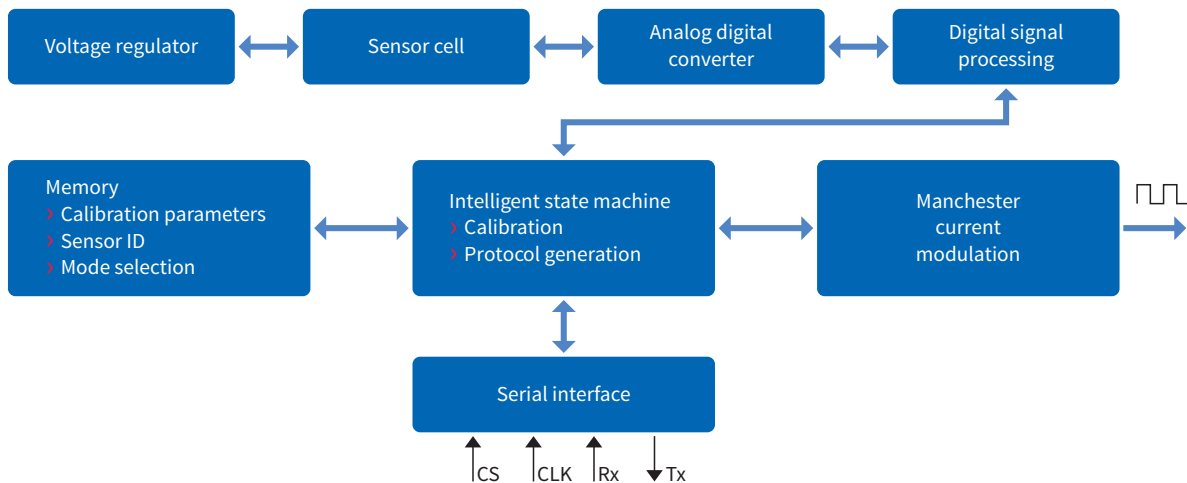 Voltage regulator
Sensor cell
Analog digital
converter
Digital signal
processing
Memory
› Calibration parameters
› Sensor ID
› Mode selection
Intelligent state machine
› Calibration
› Protocol generation
Manchester
current
modulation
Serial interface
CS
CLK
Rx
Tx